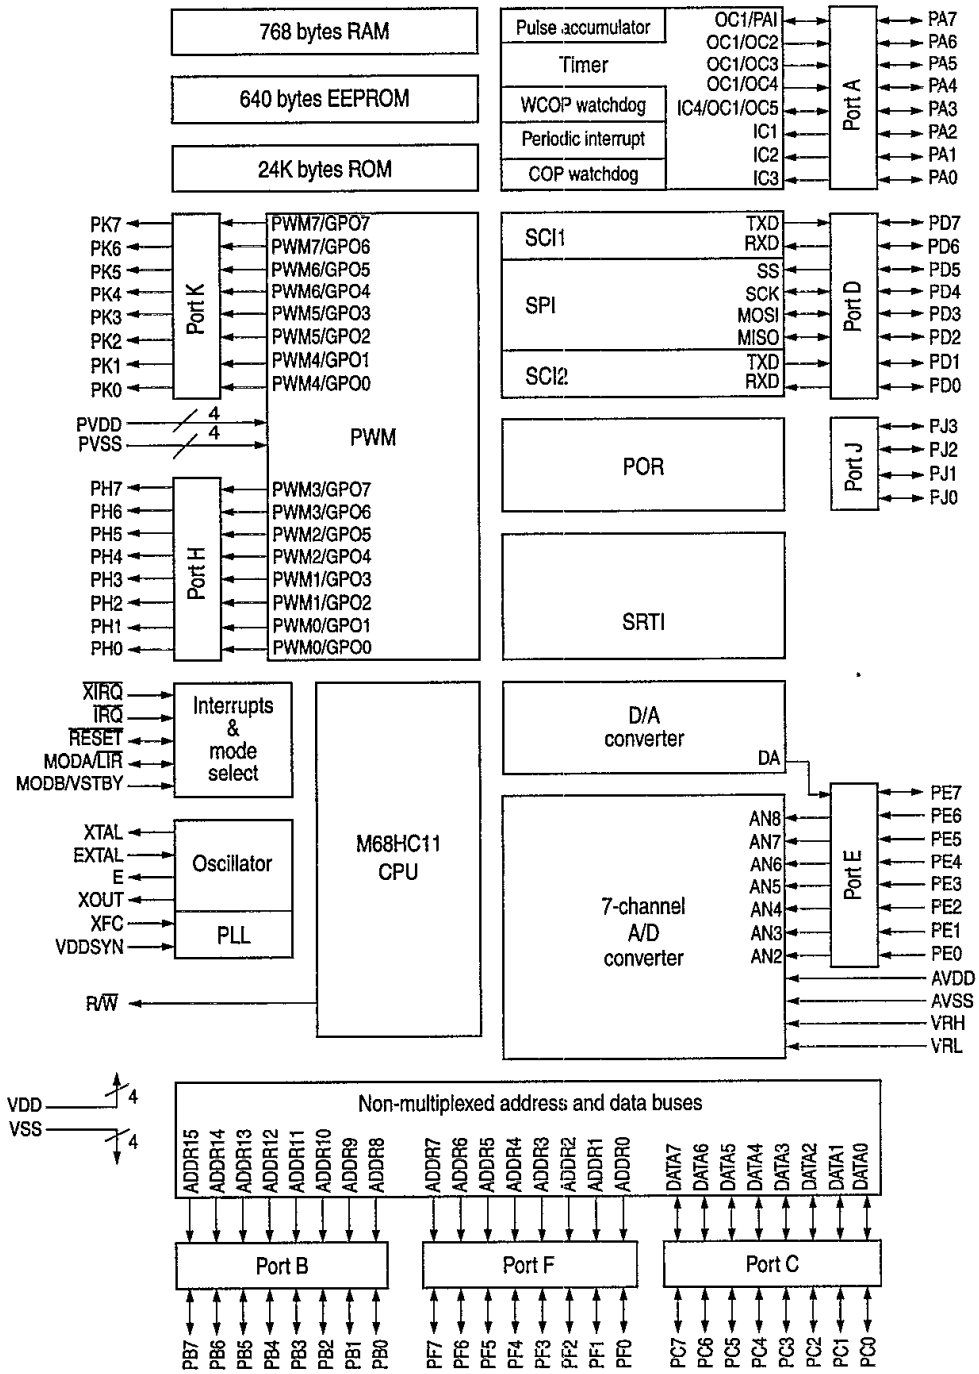 768 bytes RAM
640 bytes EEPROM
24K bytes ROM
Pulse accumulator
Timer
WCOP watchdog
Periodic interrupt
COP watchdog
OC1/PAI
OC1/OC2
OC1/OC3
OC1/OC4
IC4/OC1/OC5
IC1
IC2
IC3
Port A
PA7
PA6
PA5
PA4
PA3
PA2
PA1
PA0
PK7
PK6
PK5
PK4
PK3
PK2
PK1
PK0
Port K
PWM7/GPO7
PWM7/GPO6
PWM6/GPO5
PWM6/GPO4
PWM5/GPO3
PWM5/GPO2
PWM4/GPO1
PWM4/GPO0
PVDD
4
PVSS
4
PWM
PH7
PH6
PH5
PH4
PH3
PH2
PH1
PH0
Port H
PWM3/GPO7
PWM3/GPO6
PWM2/GPO5
PWM2/GPO4
PWM1/GPO3
PWM1/GPO2
PWM0/GPO1
PWM0/GPO0
SCI1
SPI
SCI2
TXD
RXD
SS
SCK
MOSI
MISO
TXD
RXD
Port D
PD7
PD6
PD5
PD4
PD3
PD2
PD1
PD0
POR
Port J
PJ3
PJ2
PJ1
PJ0
SRTI
XIRQ
IRQ
RESET
MODA/LIR
MODB/VSTBY
Interrupts
&
mode
select
XTAL
EXTAL
E
XOUT
XFC
VDDSYN
Oscillator
PLL
R/W
M68HC11
CPU
D/A
converter
DA
7-channel
A/D
converter
AN8
AN7
AN6
AN5
AN4
AN3
AN2
Port E
PE7
PE6
PE5
PE4
PE3
PE2
PE1
PE0
AVDD
AVSS
VRH
VRL
VDD
4
VSS
4
Non-multiplexed address and data buses
ADDR15
ADDR14
ADDR13
ADDR12
ADDR11
ADDR10
ADDR9
ADDR8
ADDR7
ADDR6
ADDR5
ADDR4
ADDR3
ADDR2
ADDR1
ADDR0
DATA7
DATA6
DATA5
DATA4
DATA3
DATA2
DATA1
DATA0
Port B
Port F
Port C
PB7
PB6
PB5
PB4
PB3
PB2
PB1
PB0
PF7
PF6
PF5
PF4
PF3
PF2
PF1
PF0
PC7
PC6
PC5
PC4
PC3
PC2
PC1
PC0